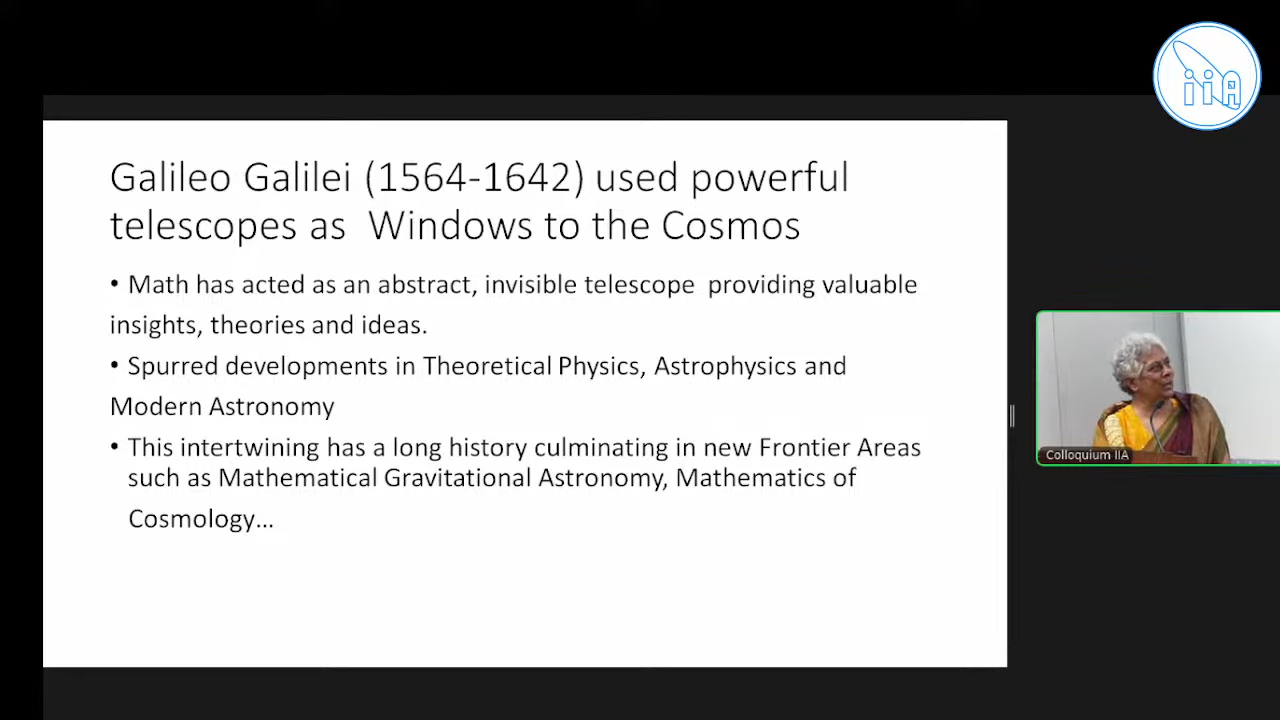 iiA
Galileo Galilei (1564-1642) used powerful
telescopes as  Windows to the Cosmos
• Math has acted as an abstract, invisible telescope  providing valuable
insights, theories and ideas.
• Spurred developments in Theoretical Physics, Astrophysics and
Modern Astronomy
• This intertwining has a long history culminating in new Frontier Areas
such as Mathematical Gravitational Astronomy, Mathematics of
Cosmology…
Colloquium IIA